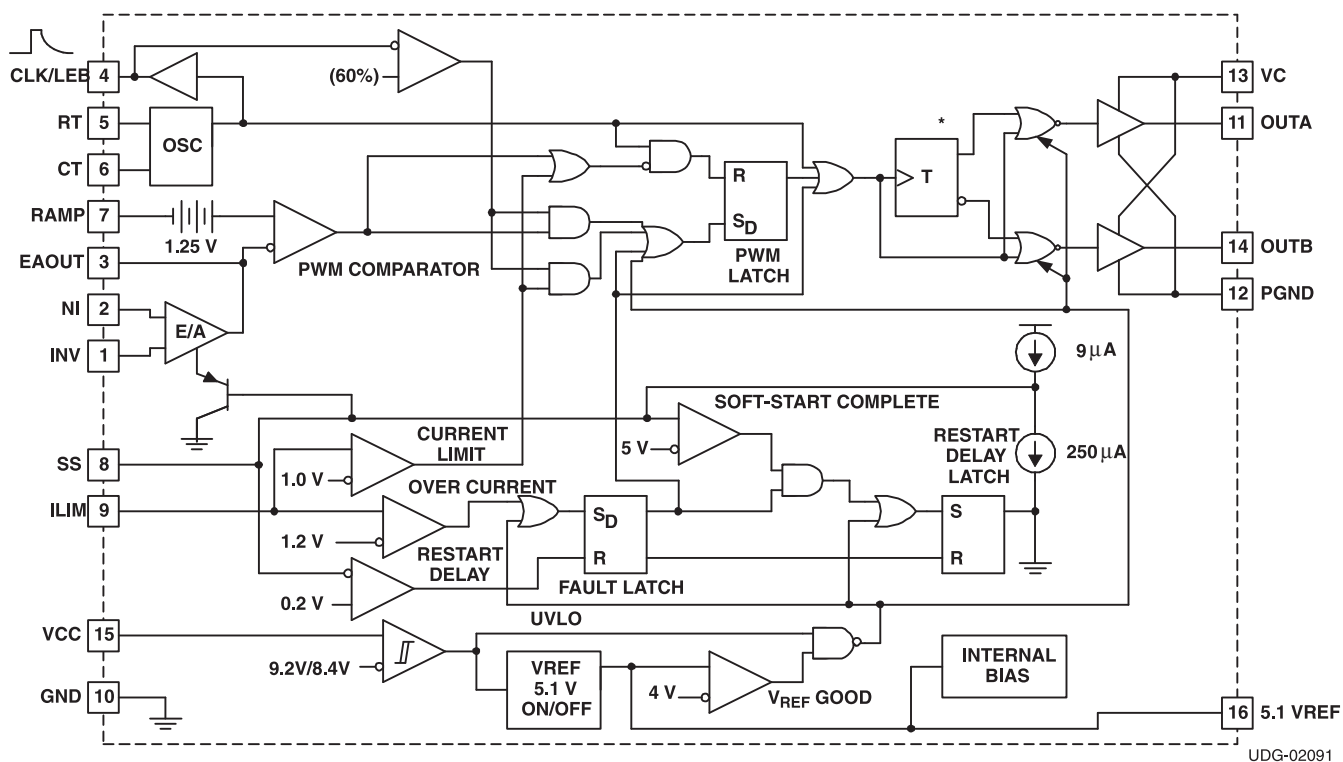 CLK/LEB 4
(60%)
13 VC
RT 5
OSC
*
11 OUTA
CT 6
R
T
RAMP 7
1.25 V
SD
EAOUT 3
PWM COMPARATOR
PWM
LATCH
14 OUTB
NI 2
12 PGND
E/A
INV 1
9 µA
SOFT-START COMPLETE
CURRENT
LIMIT
5 V
RESTART
DELAY
LATCH
250 µA
SS 8
1.0 V
OVER CURRENT
ILIM 9
SD
S
1.2 V
RESTART
DELAY
R
R
FAULT LATCH
0.2 V
UVLO
VCC 15
9.2V/8.4V
VREF
5.1 V
ON/OFF
INTERNAL
BIAS
4 V
VREF GOOD
GND 10
16 5.1 VREF
UDG-02091